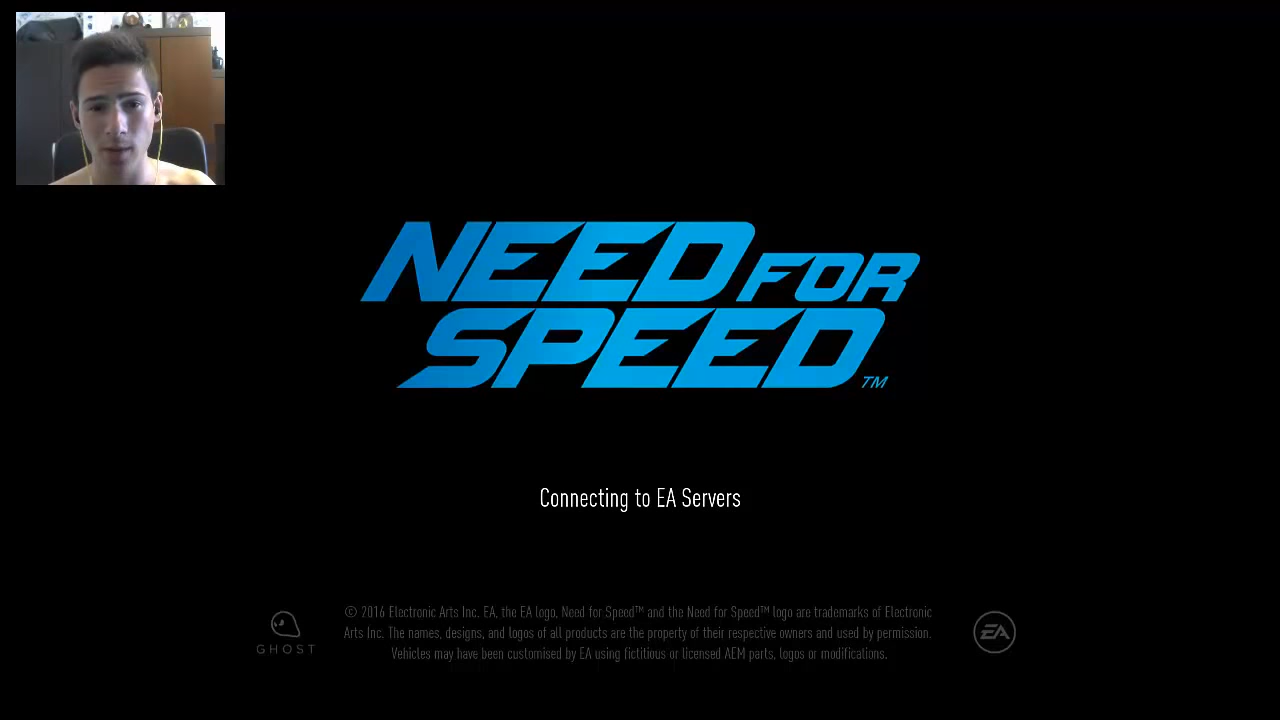 NEED FOR
SPEED™
Connecting to EA Servers
© 2016 Electronic Arts Inc. EA, the EA logo, Need for Speed™ and the Need for Speed™ logo are trademarks of Electronic
Arts Inc. The names, designs, and logos of all products are the property of their respective owners and used by permission.
Vehicles may have been customised by EA using fictitious or licensed AEM parts, logos or modifications.
GHOST
EA